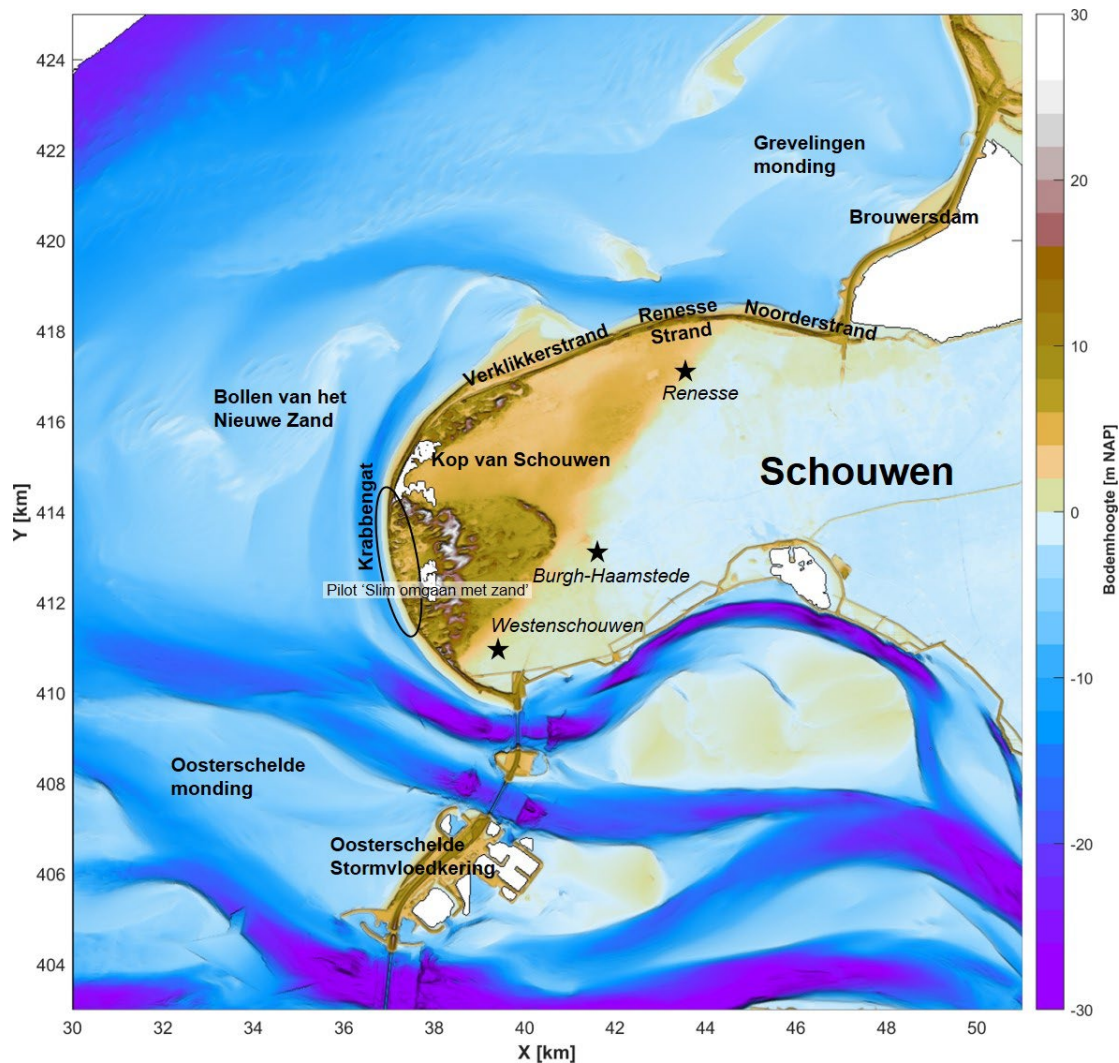 424
422
420
418
416
414
412
410
408
406
404
Y [km]
30
32
34
36
38
40
42
44
46
48
50
X [km]
Grevelingen
monding
Brouwersdam
Renesse
Strand
Noorderstrand
Verklikkerstrand
Renesse
Bollen van het
Nieuwe Zand
Kop van Schouwen
Schouwen
Krabbengat
Burgh-Haamstede
Pilot ‘Slim omgaan met zand’
Westenschouwen
Oosterschelde
monding
Oosterschelde
Stormvloedkering
30
20
10
0
-10
-20
-30
Bodemhoogte [m NAP]